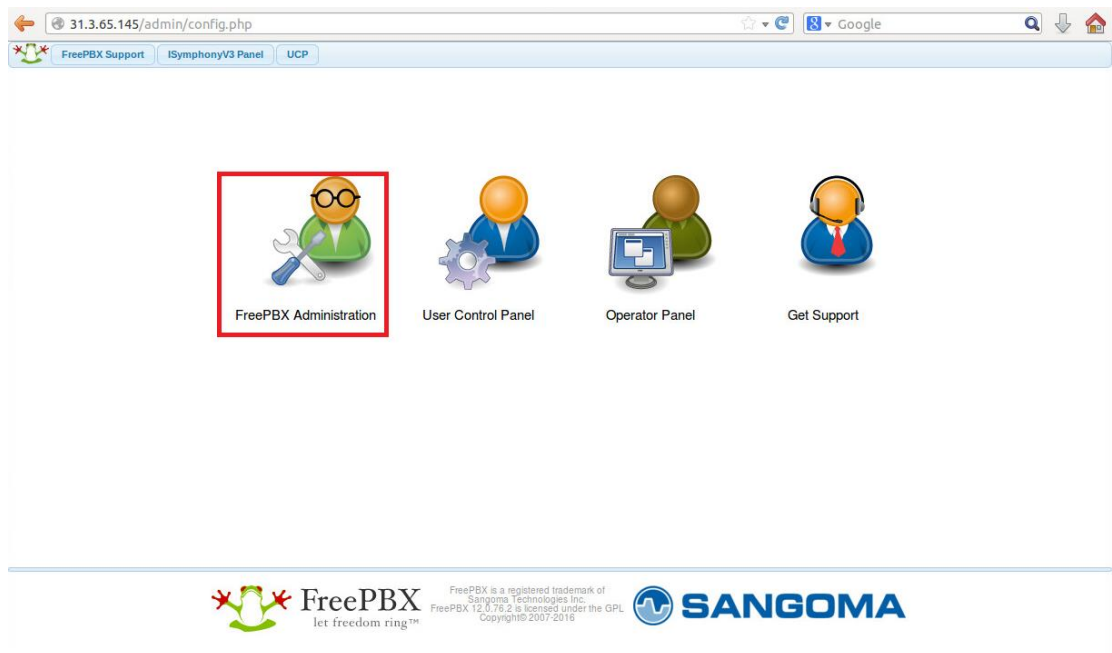 31.3.65.145/admin/config.php
Google
FreePBX Support
ISymphonyV3 Panel
UCP
FreePBX Administration
User Control Panel
Operator Panel
Get Support
FreePBX
let freedom ring™
FreePBX is a registered trademark of
Sangoma Technologies Inc.
FreePBX 12.0.76.2 is licensed under the GPL
Copyright© 2007-2016
SANGOMA